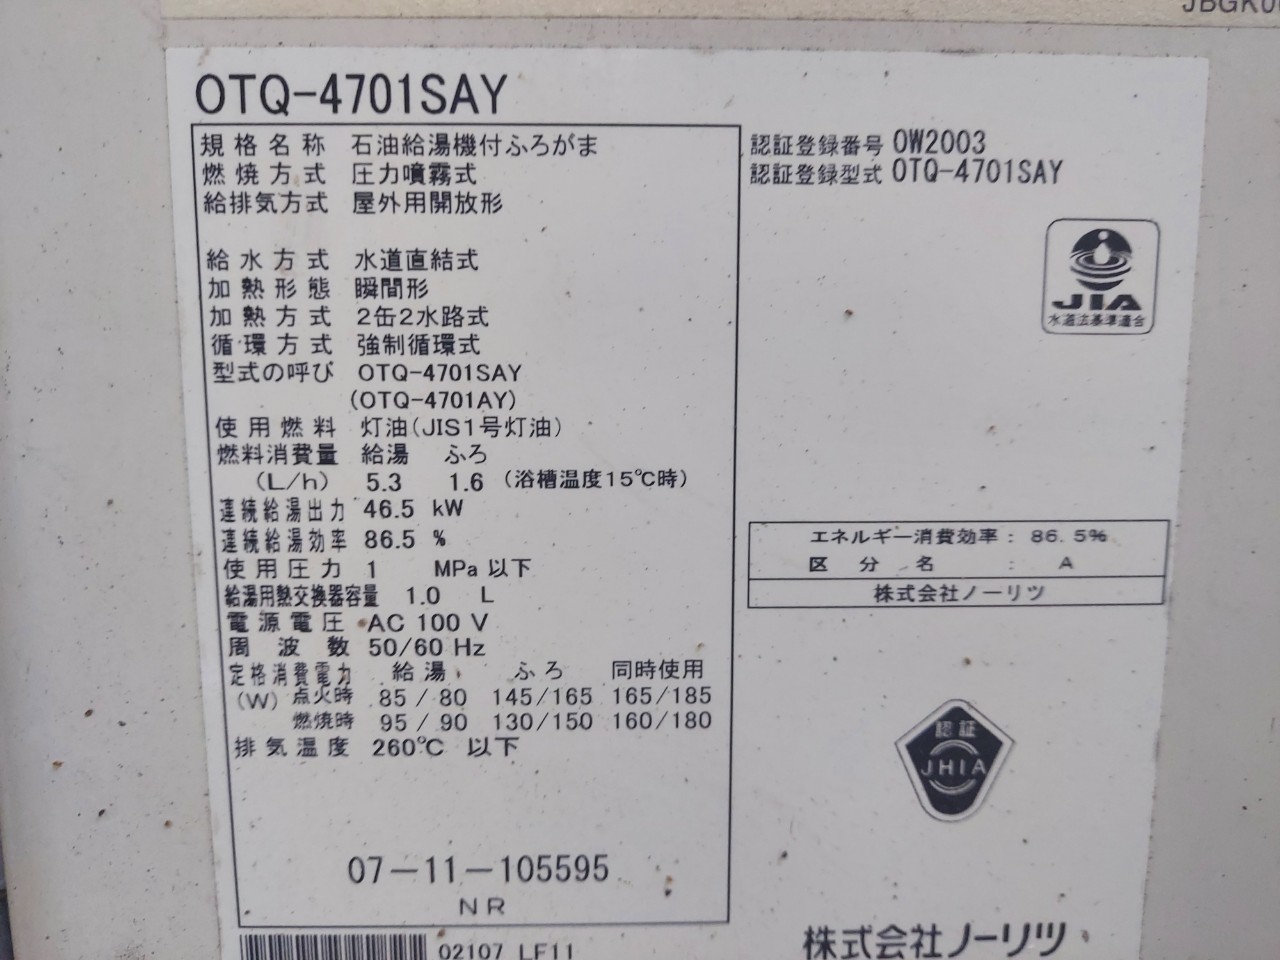 OTQ-4701SAY
規格名称 石油給湯機付ふろがま
燃焼方式 圧力噴霧式
給排気方式 屋外用開放形
給水方式 水道直結式
加熱形態 瞬間形
加熱方式 2缶2水路式
循環方式 強制循環式
型式の呼び OTQ-4701SAY
(OTQ-4701AY)
使用燃料 灯油(JIS1号灯油)
燃料消費量 給湯 ふろ
(L/h) 5.3 1.6 (浴槽温度15℃時)
連続給湯出力 46.5 kW
連続給湯効率 86.5 %
使用圧力 1 MPa 以下
給湯用熱交換器容量 1.0 L
電源電圧 AC 100 V
周波数 50/60 Hz
定格消費電力 給湯 ふろ 同時使用
(W) 点火時 85/80 145/165 165/185
燃焼時 95/90 130/150 160/180
排気温度 260℃ 以下
07-11-105595
NR
02107 LF11
認証登録番号 OW2003
認証登録型式 OTQ-4701SAY
JIA
水道法基準適合
エネルギー消費効率: 86.5%
区分名 : A
株式会社ノーリツ
認証
JHIA
株式会社ノーリツ